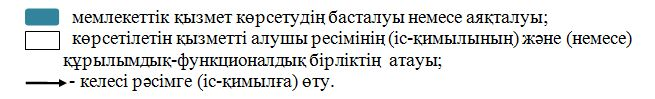 мемлекеттік қызмет көрсетудің басталуы немесе аяқталуы;
көрсетілетін қызметті алушы ресімінің (іс-қимылының) және (немесе)
құрылымдық-функционалдық бірліктің атауы;
- келесі рәсімге (іс-қимылға) өту.